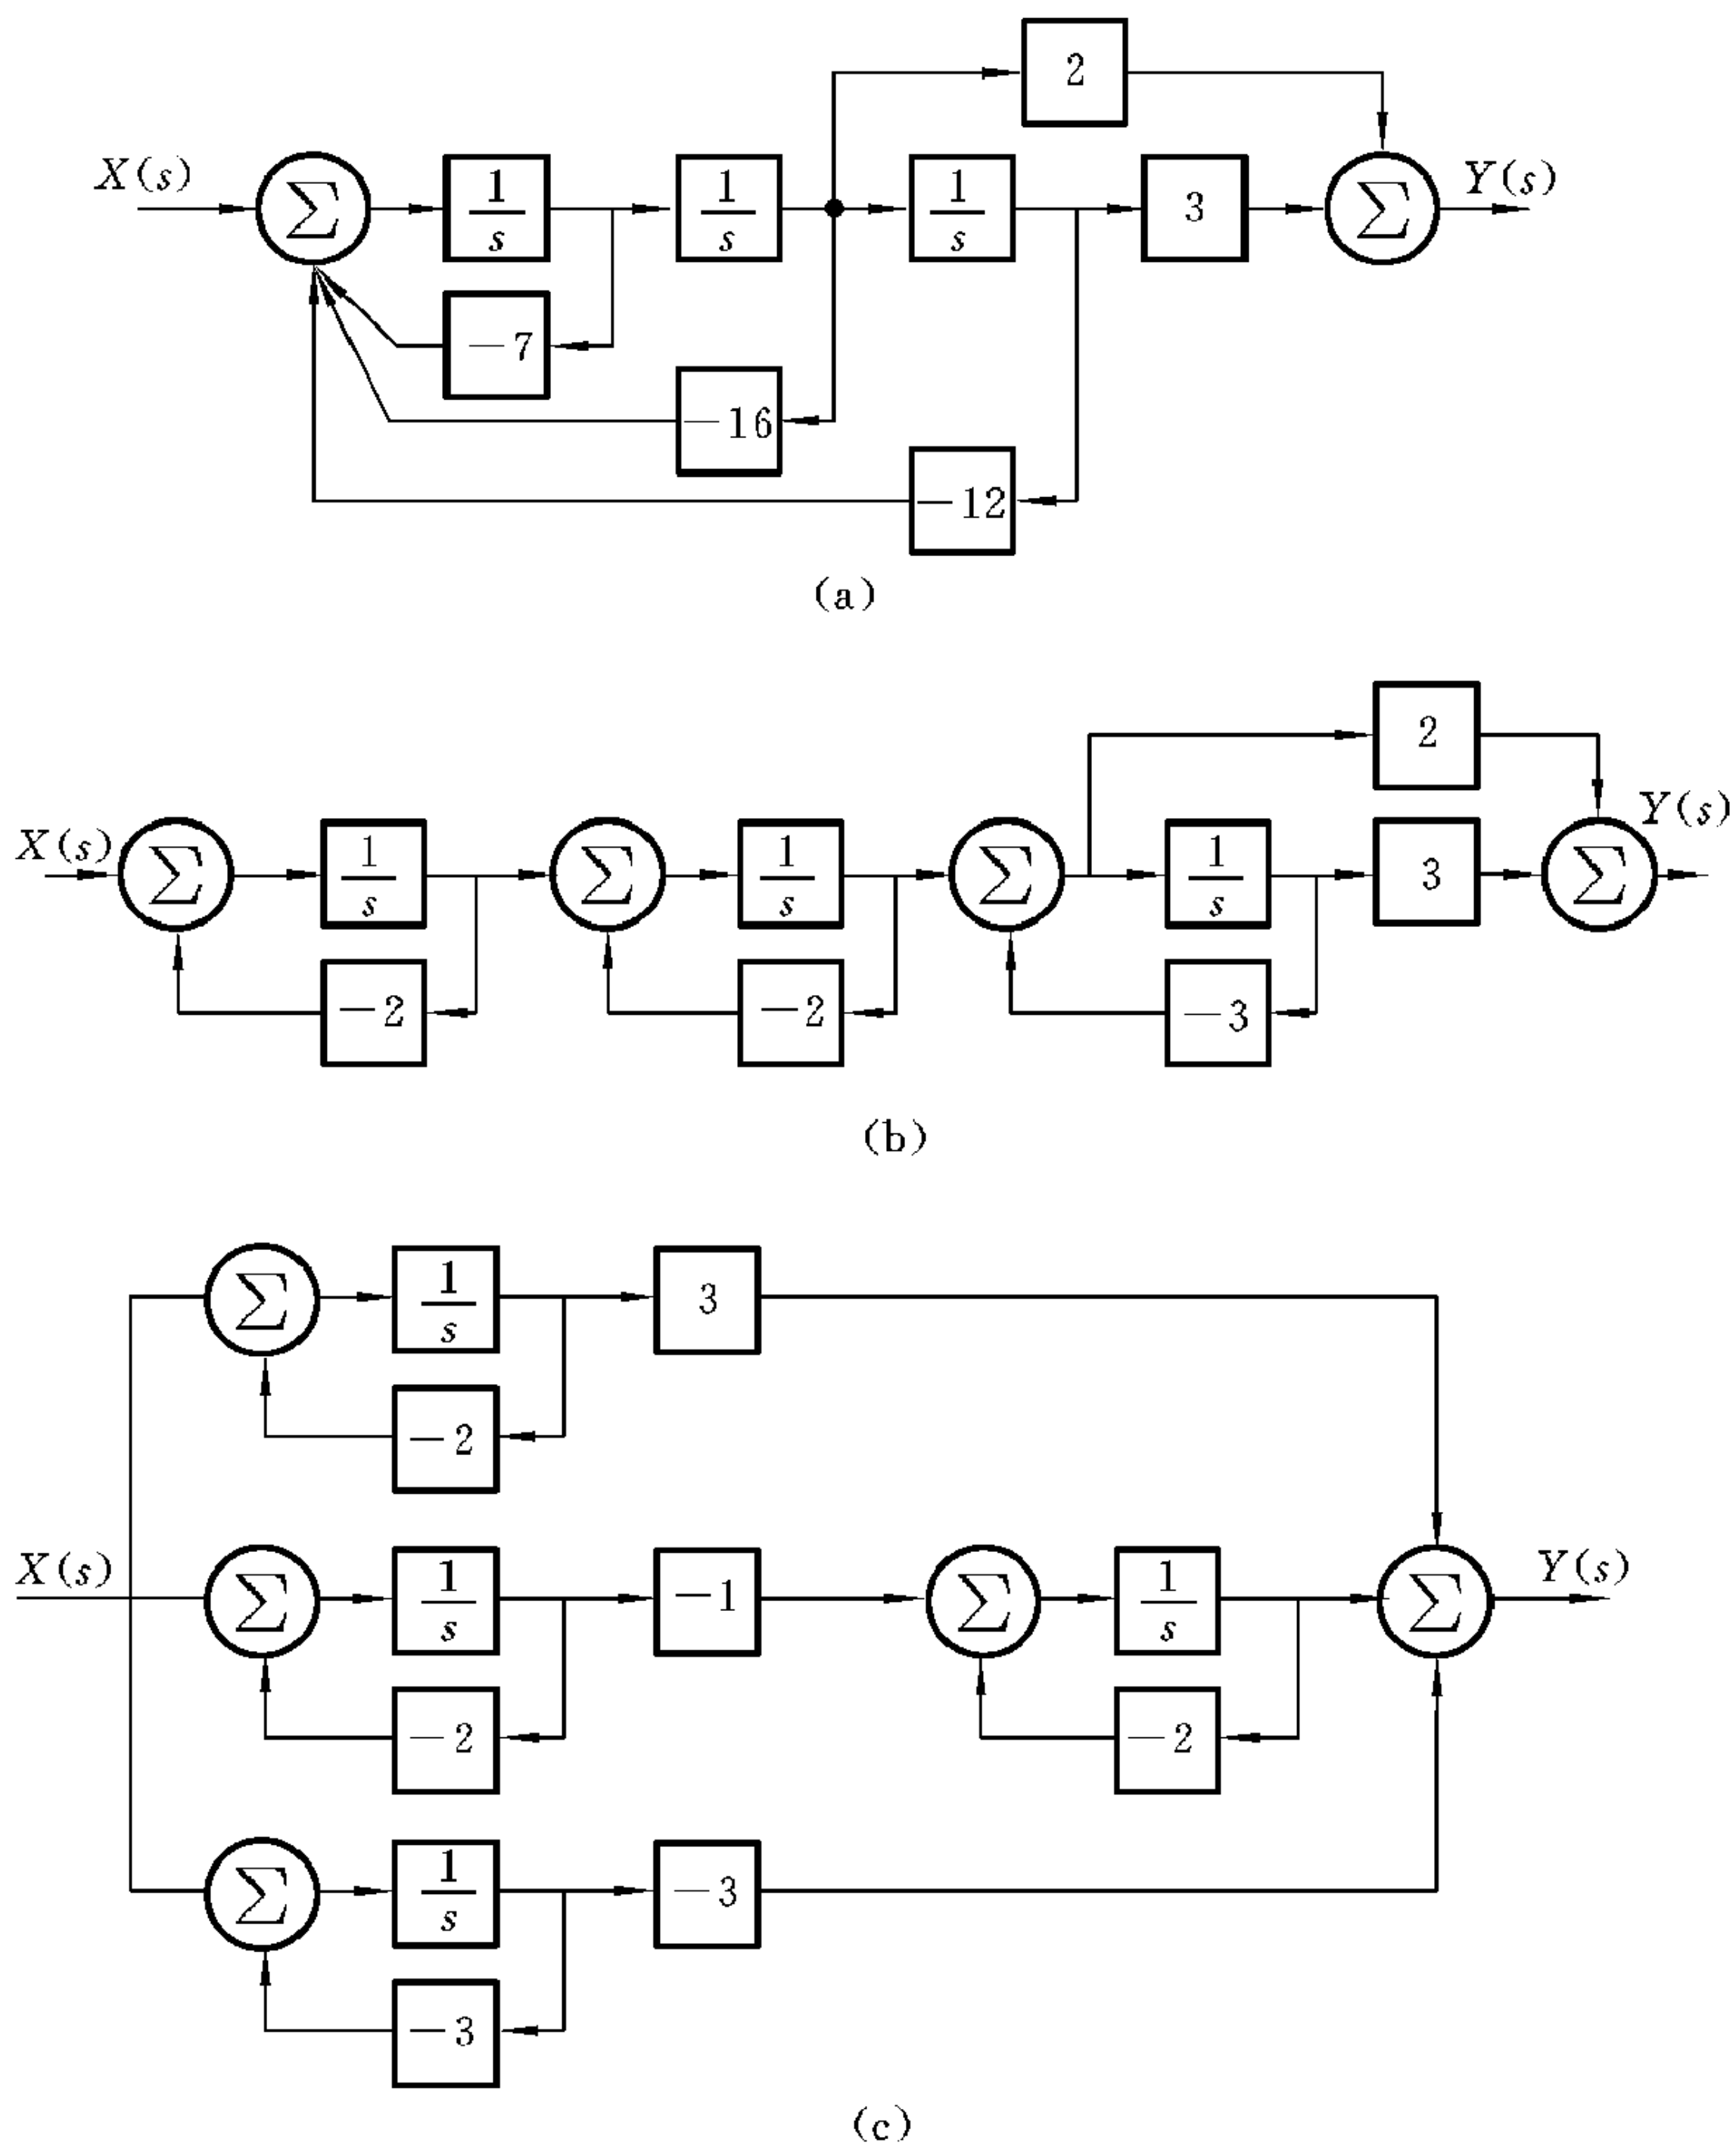 2
X(s) Σ 1/s 1/s 1/s 3 Σ Y(s)
−7
−16
−12
(a)
2
X(s) Σ 1/s Σ 1/s Σ 1/s 3 Σ Y(s)
−2 −2 −3
(b)
Σ 1/s 3
−2
X(s) Σ 1/s −1 Σ 1/s Σ Y(s)
−2 −2
Σ 1/s −3
−3
(c)